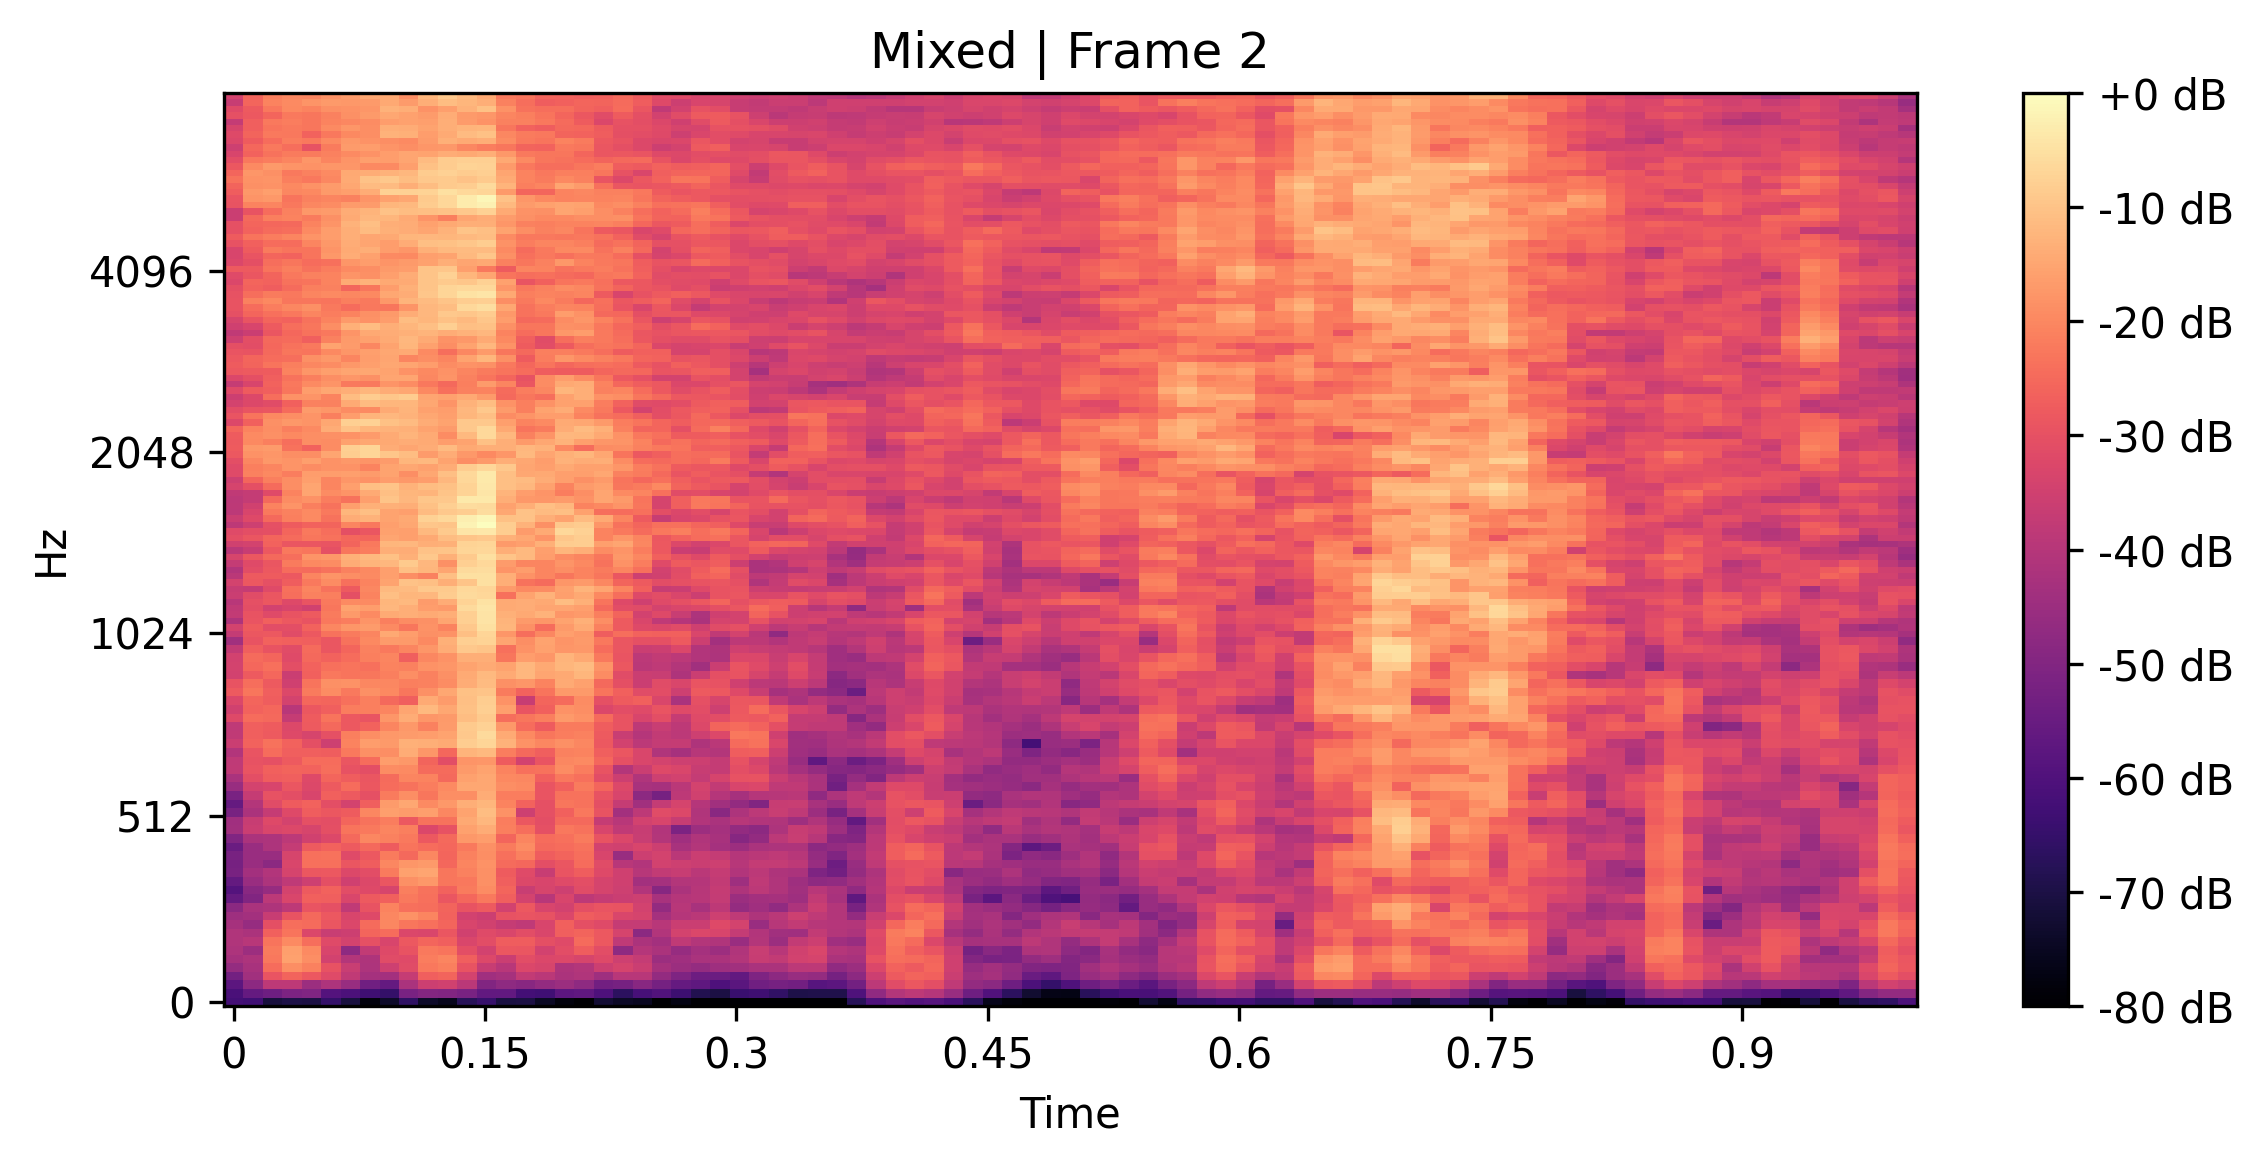 Mixed | Frame 2
Hz
4096
2048
1024
512
0
0 0.15 0.3 0.45 0.6 0.75 0.9
Time
+0 dB
-10 dB
-20 dB
-30 dB
-40 dB
-50 dB
-60 dB
-70 dB
-80 dB